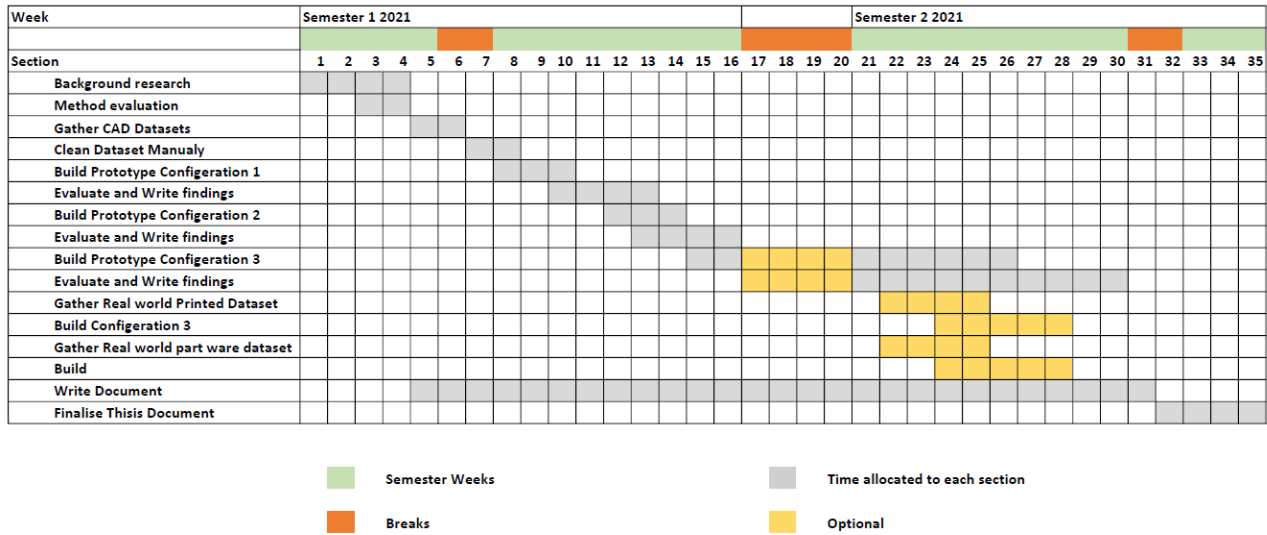 Week Semester 1 2021 Semester 2 2021
Section 1 2 3 4 5 6 7 8 9 10 11 12 13 14 15 16 17 18 19 20 21 22 23 24 25 26 27 28 30 31 32 33 34 35
Background research
Method evaluation
Gather CAD Datasets
Clean Dataset Manualy
Build Prototype Configeration 1
Evaluate and Write findings
Build Prototype Configeration 2
Evaluate and Write findings
Build Prototype Configeration 3
Evaluate and Write findings
Gather Real world Printed Dataset
Build Configeration 3
Gather Real world part ware dataset
Build
Write Document
Finalise Thisis Document
Semester Weeks Time allocated to each section
Breaks Optional